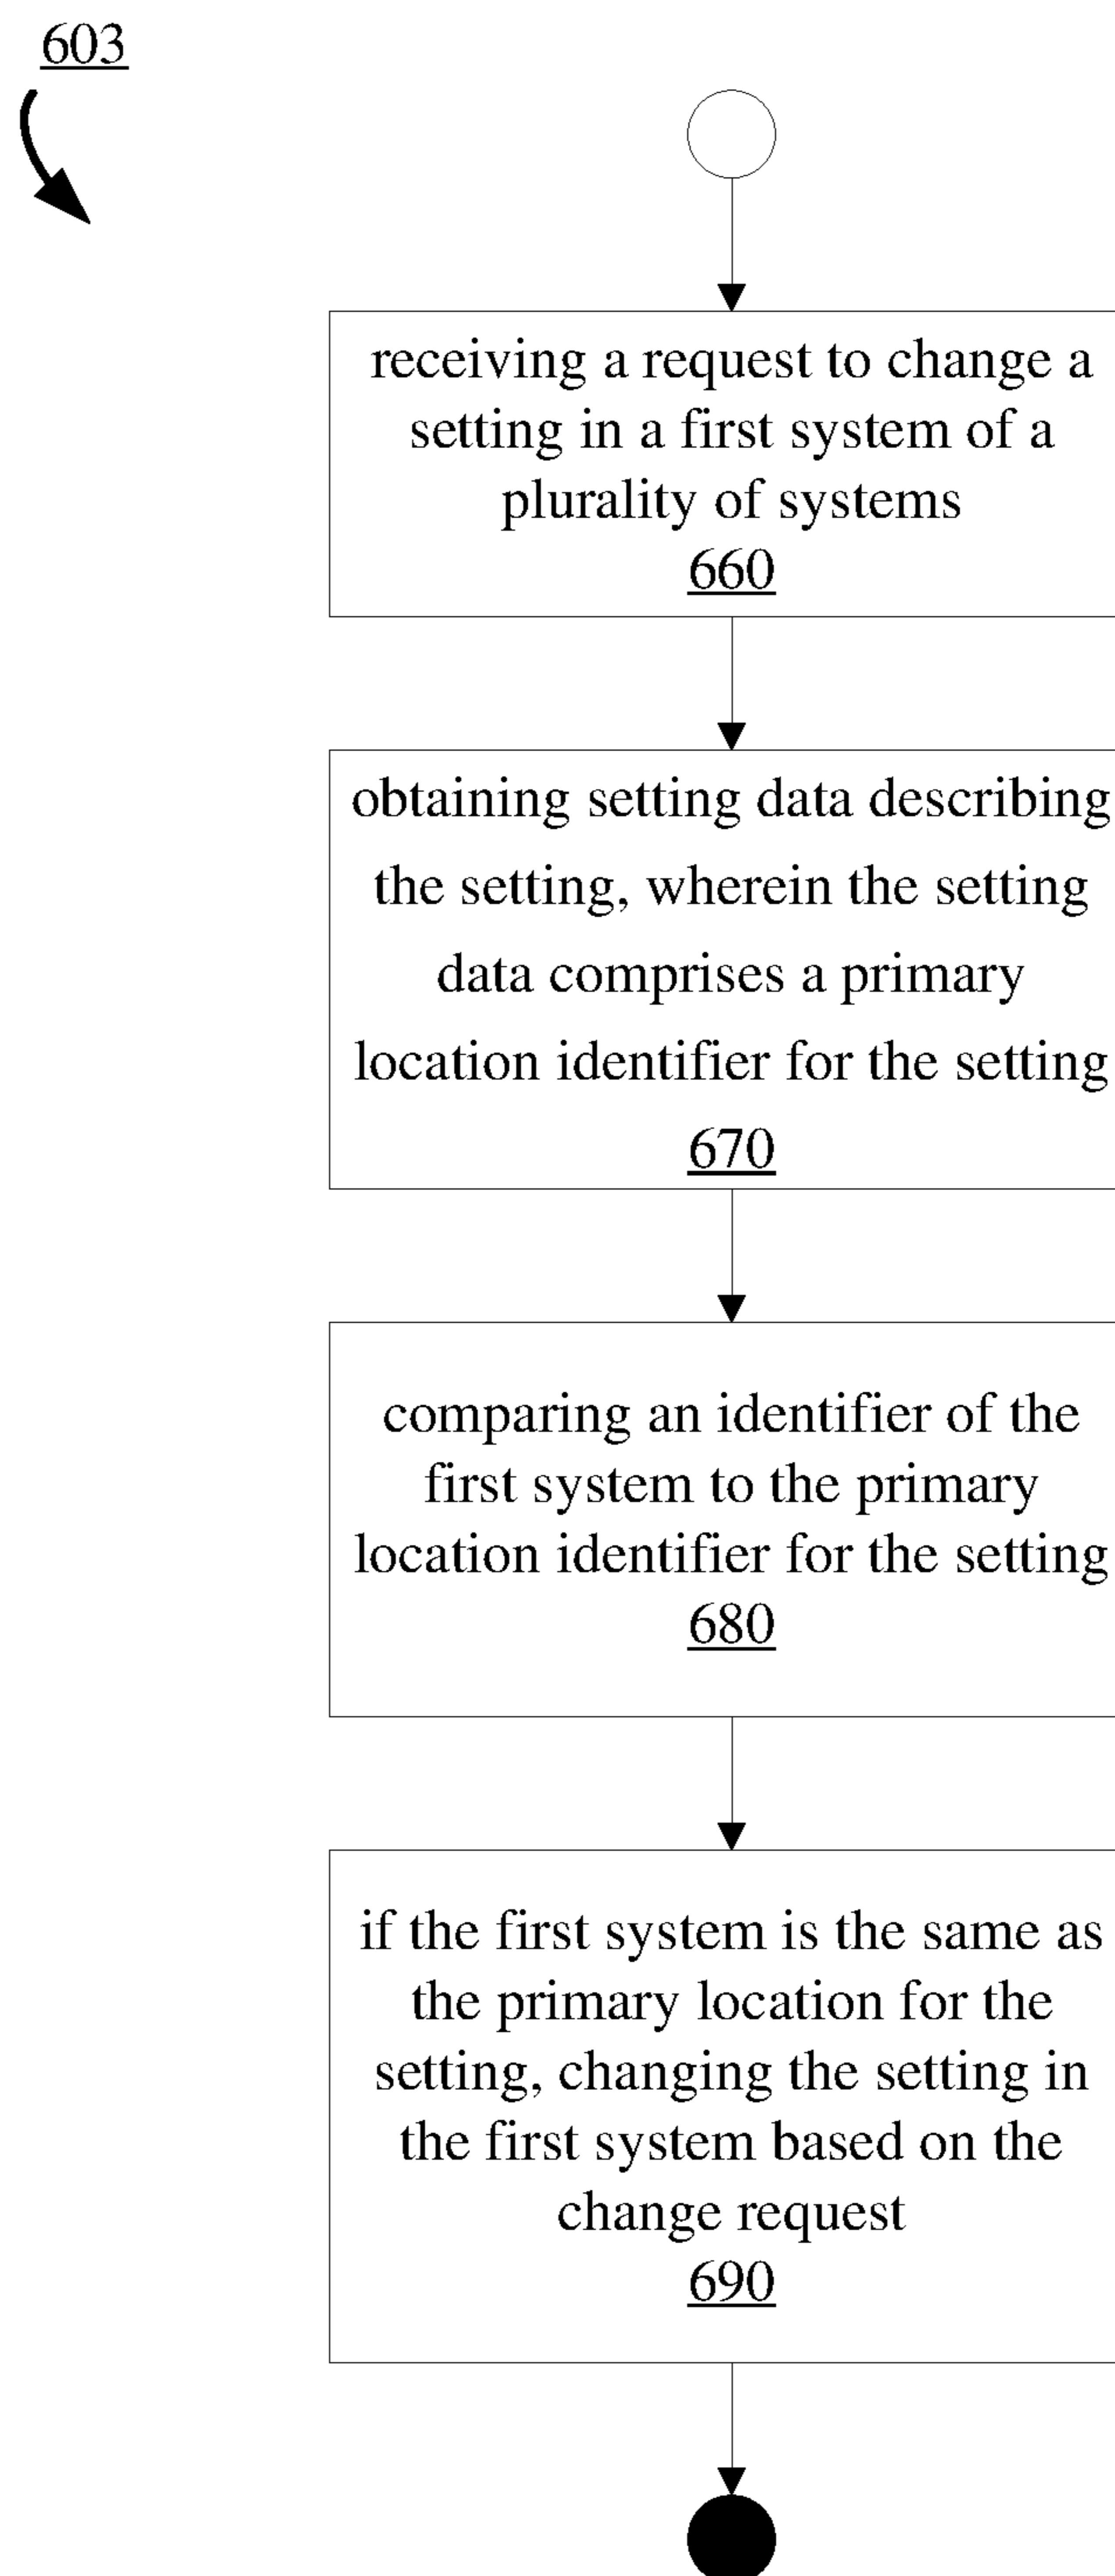 603
receiving a request to change a
setting in a first system of a
plurality of systems
660
obtaining setting data describing
the setting, wherein the setting
data comprises a primary
location identifier for the setting
670
comparing an identifier of the
first system to the primary
location identifier for the setting
680
if the first system is the same as
the primary location for the
setting, changing the setting in
the first system based on the
change request
690